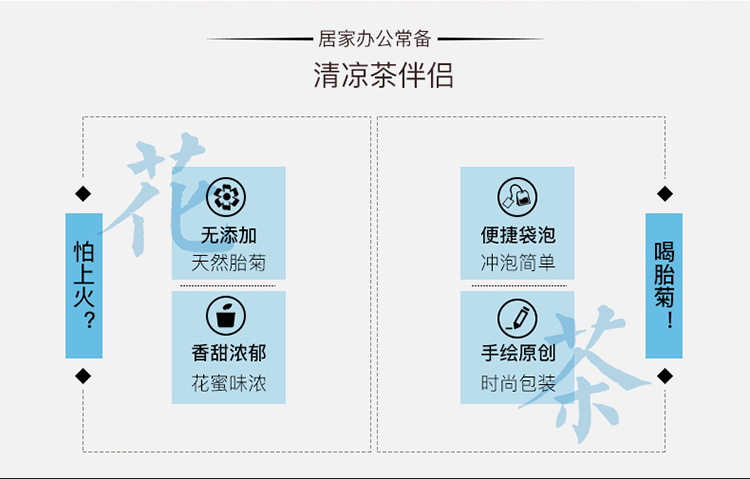 居家办公常备
清凉茶伴侣
花
怕上火？
无添加
天然胎菊
香甜浓郁
花蜜味浓
便捷袋泡
冲泡简单
手绘原创
时尚包装
喝胎菊！
茶